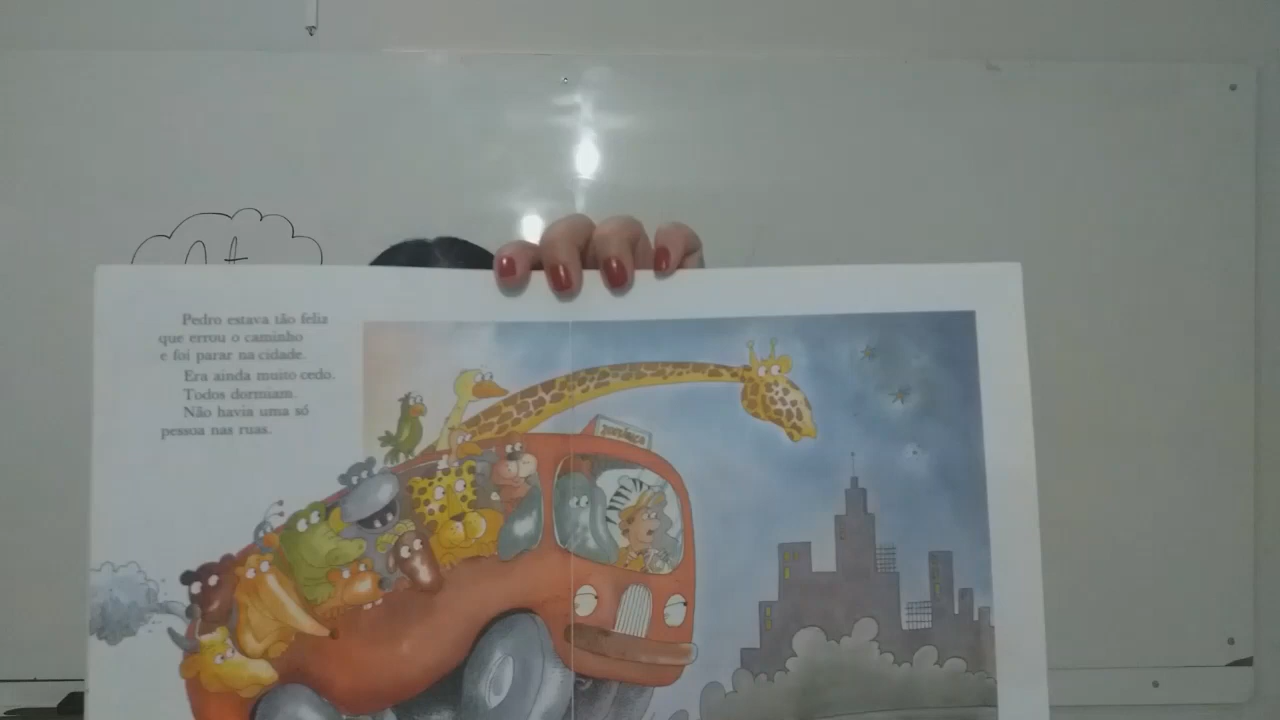 Pedro estava tão feliz
que errou o caminho
e foi parar na cidade.
Era ainda muito cedo.
Todos dormiam.
Não havia uma só
pessoa nas ruas.